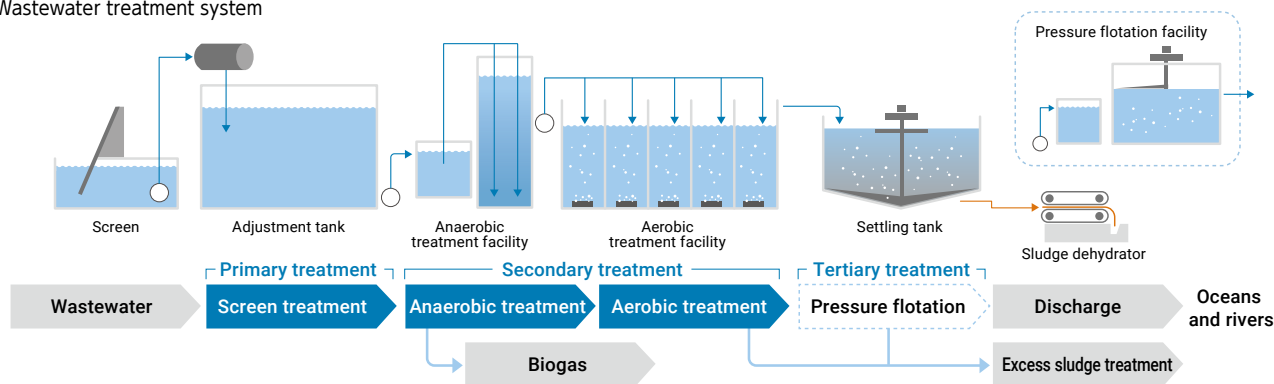 Wastewater treatment system
Pressure flotation facility
Screen
Adjustment tank
Anaerobic
treatment facility
Aerobic
treatment facility
Settling tank
Sludge dehydrator
Primary treatment
Secondary treatment
Tertiary treatment
Wastewater
Screen treatment
Anaerobic treatment
Aerobic treatment
Pressure flotation
Discharge
Oceans
and rivers
Biogas
Excess sludge treatment